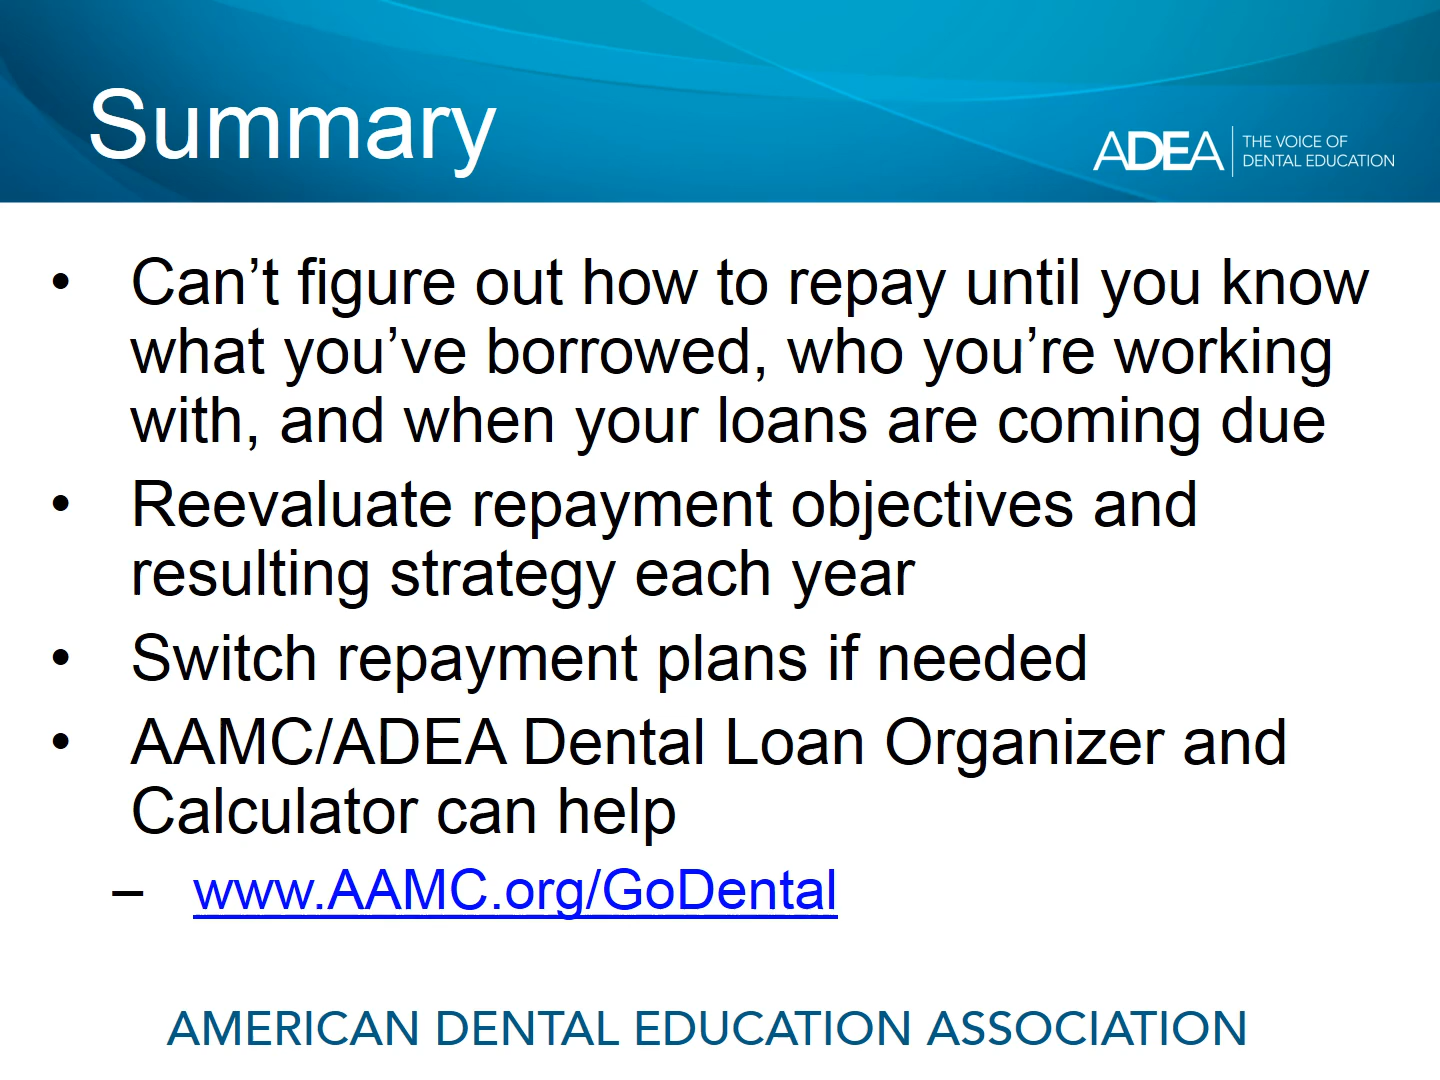 Summary
ADEA
THE VOICE OF
DENTAL EDUCATION
• Can’t figure out how to repay until you know
what you’ve borrowed, who you’re working
with, and when your loans are coming due
• Reevaluate repayment objectives and
resulting strategy each year
• Switch repayment plans if needed
• AAMC/ADEA Dental Loan Organizer and
Calculator can help
– www.AAMC.org/GoDental
AMERICAN DENTAL EDUCATION ASSOCIATION